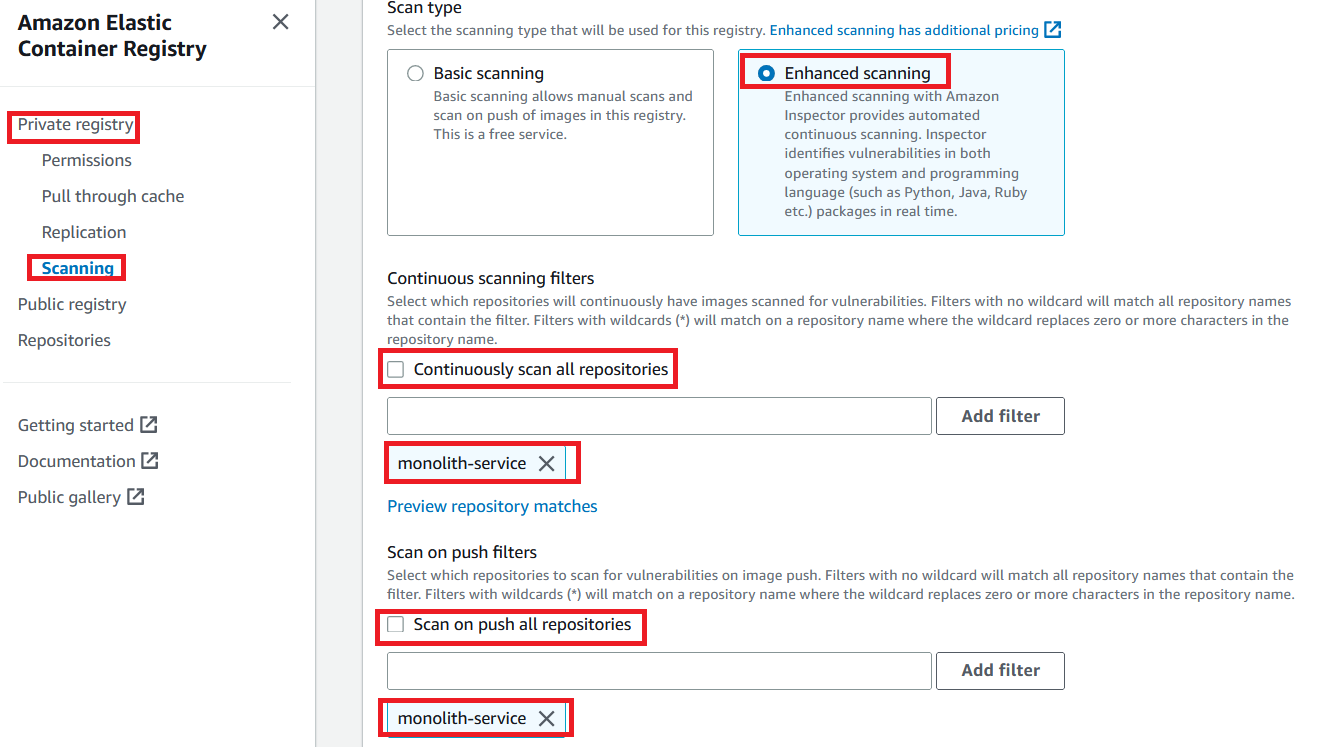 Amazon Elastic
Container Registry
Private registry
Permissions
Pull through cache
Replication
Scanning
Public registry
Repositories
Getting started
Documentation
Public gallery
Scan type
Select the scanning type that will be used for this registry. Enhanced scanning has additional pricing
Basic scanning
Basic scanning allows manual scans and
scan on push of images in this registry.
This is a free service.
Enhanced scanning
Enhanced scanning with Amazon
Inspector provides automated
continuous scanning. Inspector
identifies vulnerabilities in both
operating system and programming
language (such as Python, Java, Ruby
etc.) packages in real time.
Continuous scanning filters
Select which repositories will continuously have images scanned for vulnerabilities. Filters with no wildcard will match all repository names
that contain the filter. Filters with wildcards (*) will match on a repository name where the wildcard replaces zero or more characters in the
repository name.
Continuously scan all repositories
Add filter
monolith-service
Preview repository matches
Scan on push filters
Select which repositories to scan for vulnerabilities on image push. Filters with no wildcard will match all repository names that contain the
filter. Filters with wildcards (*) will match on a repository name where the wildcard replaces zero or more characters in the repository name.
Scan on push all repositories
Add filter
monolith-service